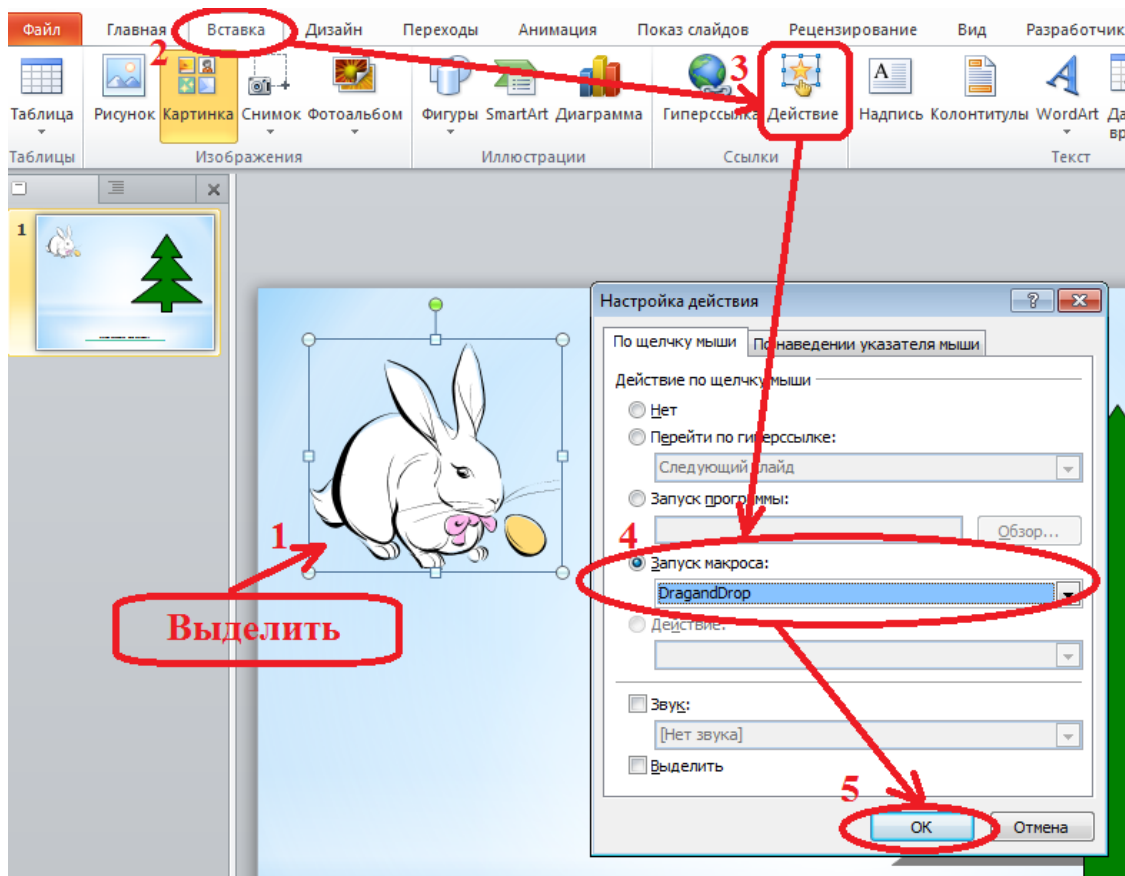 Файл Главная Вставка Дизайн Переходы Анимация Показ слайдов Рецензирование Вид Разработчик
2 3
Таблица Рисунок Картинка Снимок Фотоальбом Фигуры SmartArt Диаграмма Гиперссылка Действие Надпись Колонтитулы WordArt Да
вр
Таблицы Изображения Иллюстрации Ссылки Текст
1
Настройка действия
По щелчку мыши По наведении указателя мыши
Действие по щелчку мыши
Нет
Перейти по гиперссылке:
Следующий слайд
Запуск программы:
Обзор...
1
4
Запуск макроса:
DragandDrop
Выделить
Действие:
Звук:
[Нет звука]
Выделить
5
ОК Отмена